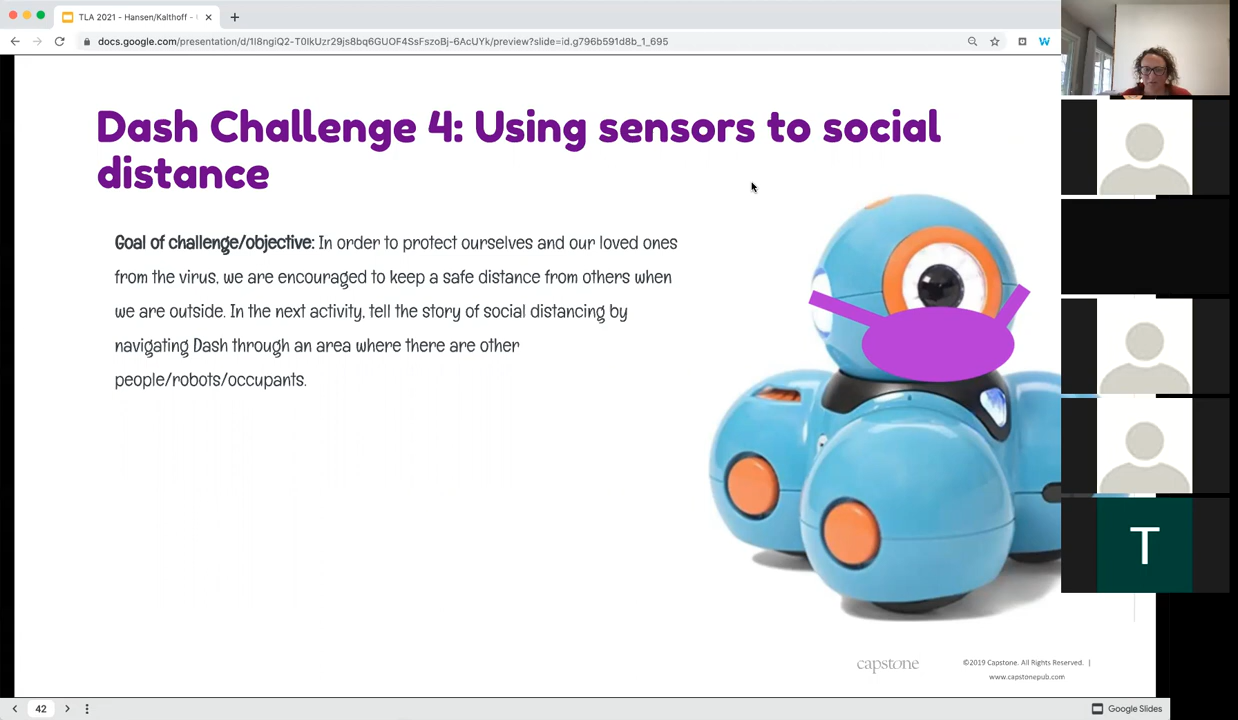 TLA 2021 - Hansen/Kalthoff -
docs.google.com/presentation/d/1I8ngiQ2-T0IkUzr29js8bq6GUOF4SsFszoBj-6AcUYk/preview?slide=id.g796b591d8b_1_695
W
Dash Challenge 4: Using sensors to social
distance
Goal of challenge/objective: In order to protect ourselves and our loved ones
from the virus, we are encouraged to keep a safe distance from others when
we are outside. In the next activity, tell the story of social distancing by
navigating Dash through an area where there are other
people/robots/occupants.
T
capstone
©2019 Capstone. All Rights Reserved. |
www.capstonepub.com
42
Google Slides